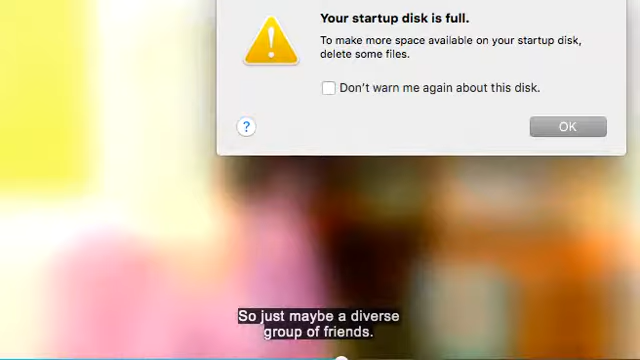 Your startup disk is full.
To make more space available on your startup disk,
delete some files.
Don't warn me again about this disk.
?
OK
So just maybe a diverse
group of friends.